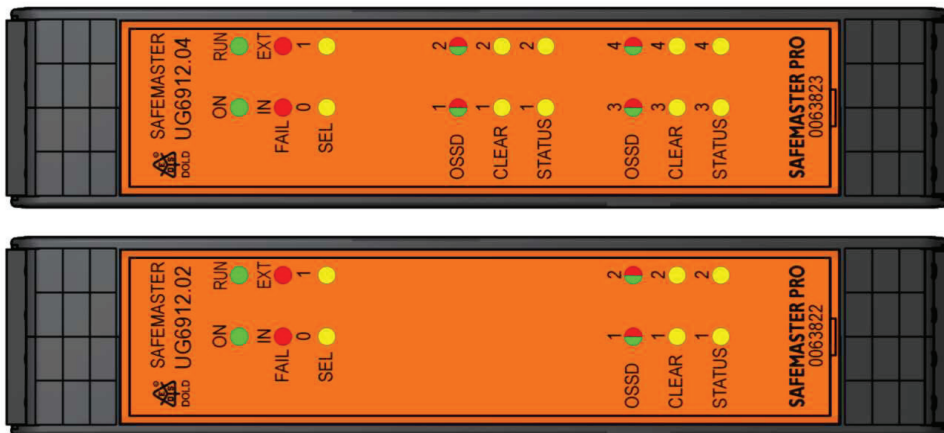 SAFEMASTER
UG6912.02
DOLD
ON RUN
IN EXT
FAIL
0 1
SEL
1 2
OSSD
1 2
CLEAR
1 2
STATUS
SAFEMASTER PRO
0063822
SAFEMASTER
UG6912.04
DOLD
ON RUN
IN EXT
FAIL
0 1
SEL
1 2
OSSD
1 2
CLEAR
1 2
STATUS
3 4
OSSD
3 4
CLEAR
3 4
STATUS
SAFEMASTER PRO
0063823